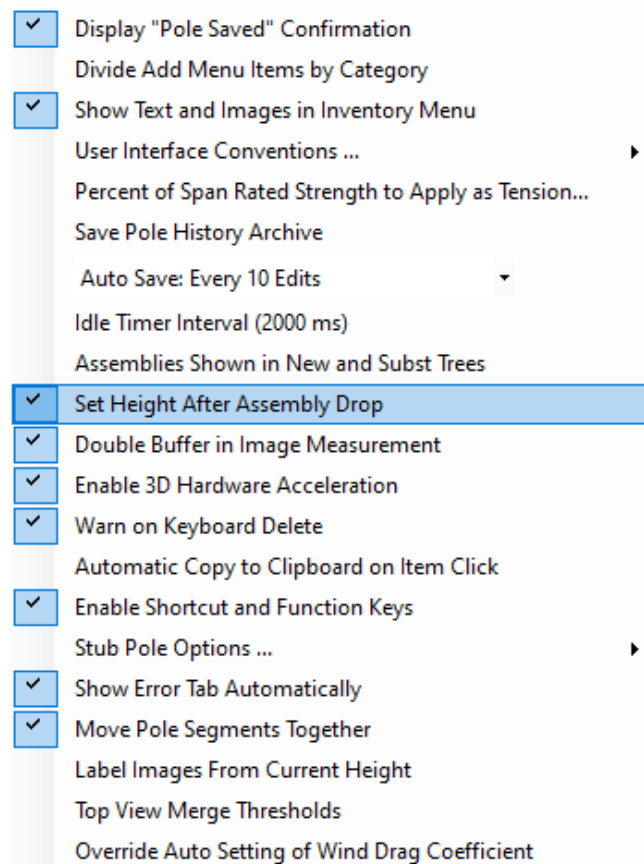 Display "Pole Saved" Confirmation
Divide Add Menu Items by Category
Show Text and Images in Inventory Menu
User Interface Conventions ...
Percent of Span Rated Strength to Apply as Tension...
Save Pole History Archive
Auto Save: Every 10 Edits
Idle Timer Interval (2000 ms)
Assemblies Shown in New and Subst Trees
Set Height After Assembly Drop
Double Buffer in Image Measurement
Enable 3D Hardware Acceleration
Warn on Keyboard Delete
Automatic Copy to Clipboard on Item Click
Enable Shortcut and Function Keys
Stub Pole Options ...
Show Error Tab Automatically
Move Pole Segments Together
Label Images From Current Height
Top View Merge Thresholds
Override Auto Setting of Wind Drag Coefficient